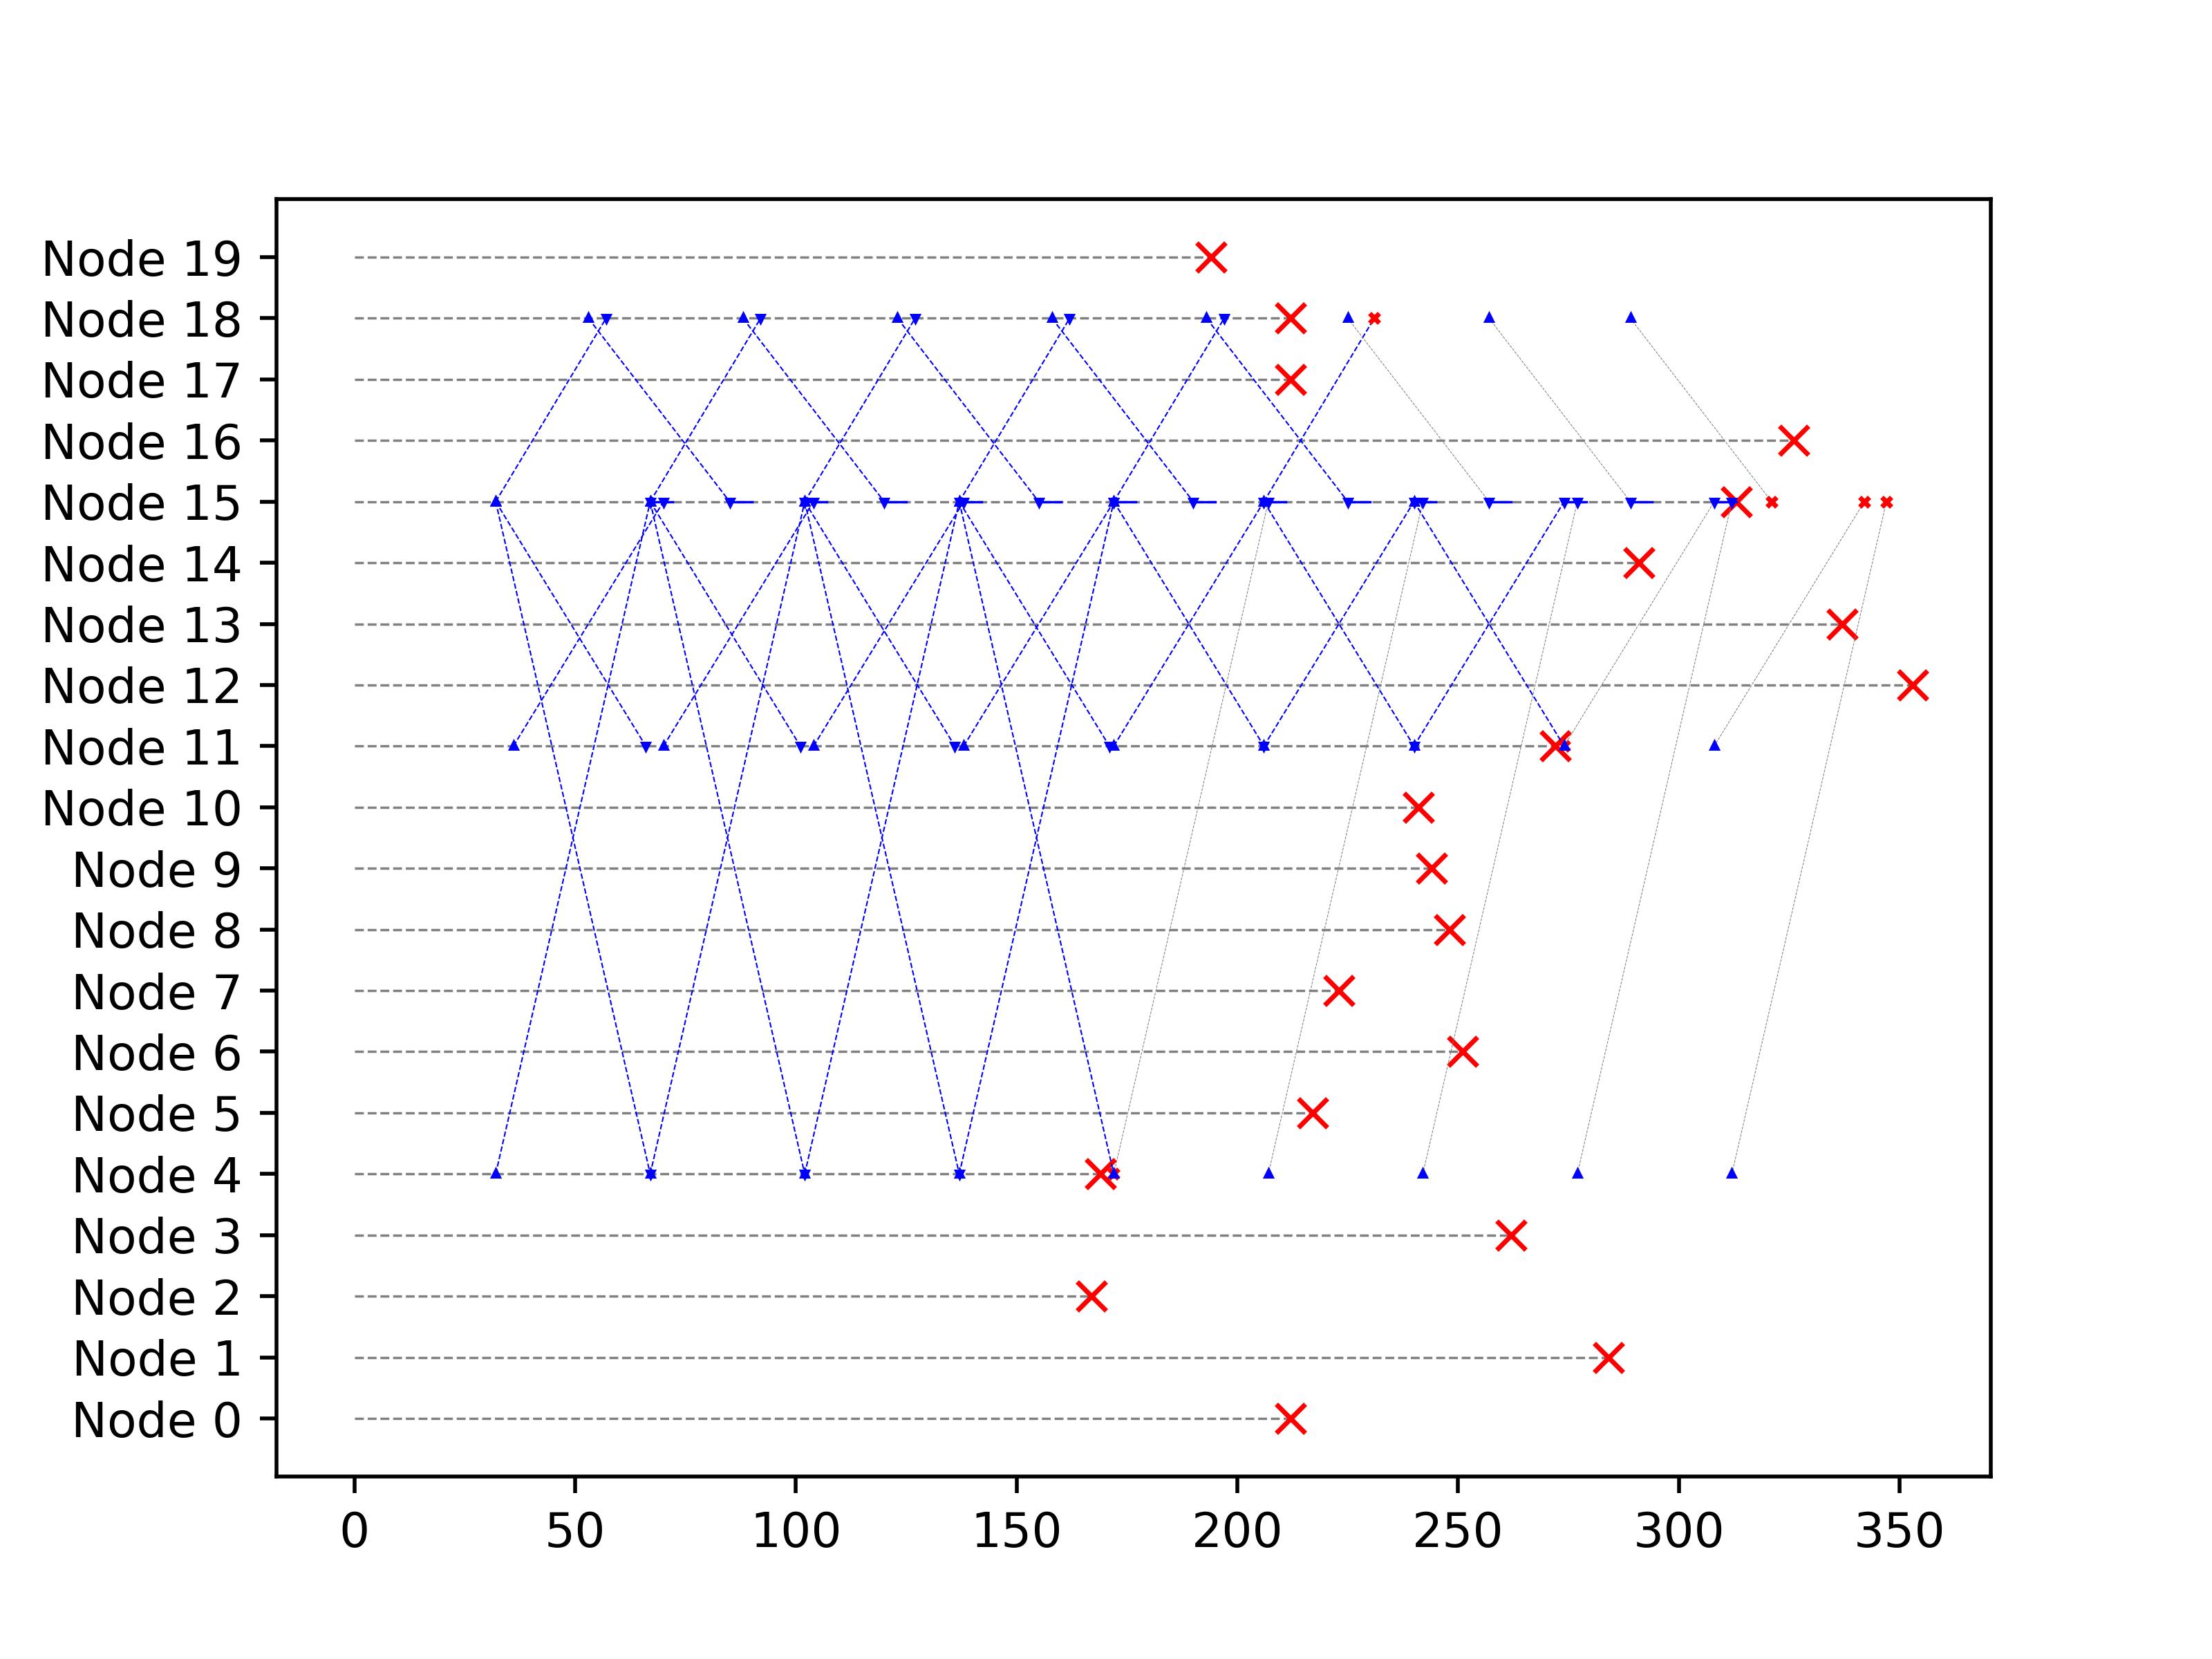 Node 19
Node 18
Node 17
Node 16
Node 15
Node 14
Node 13
Node 12
Node 11
Node 10
Node 9
Node 8
Node 7
Node 6
Node 5
Node 4
Node 3
Node 2
Node 1
Node 0
0 50 100 150 200 250 300 350